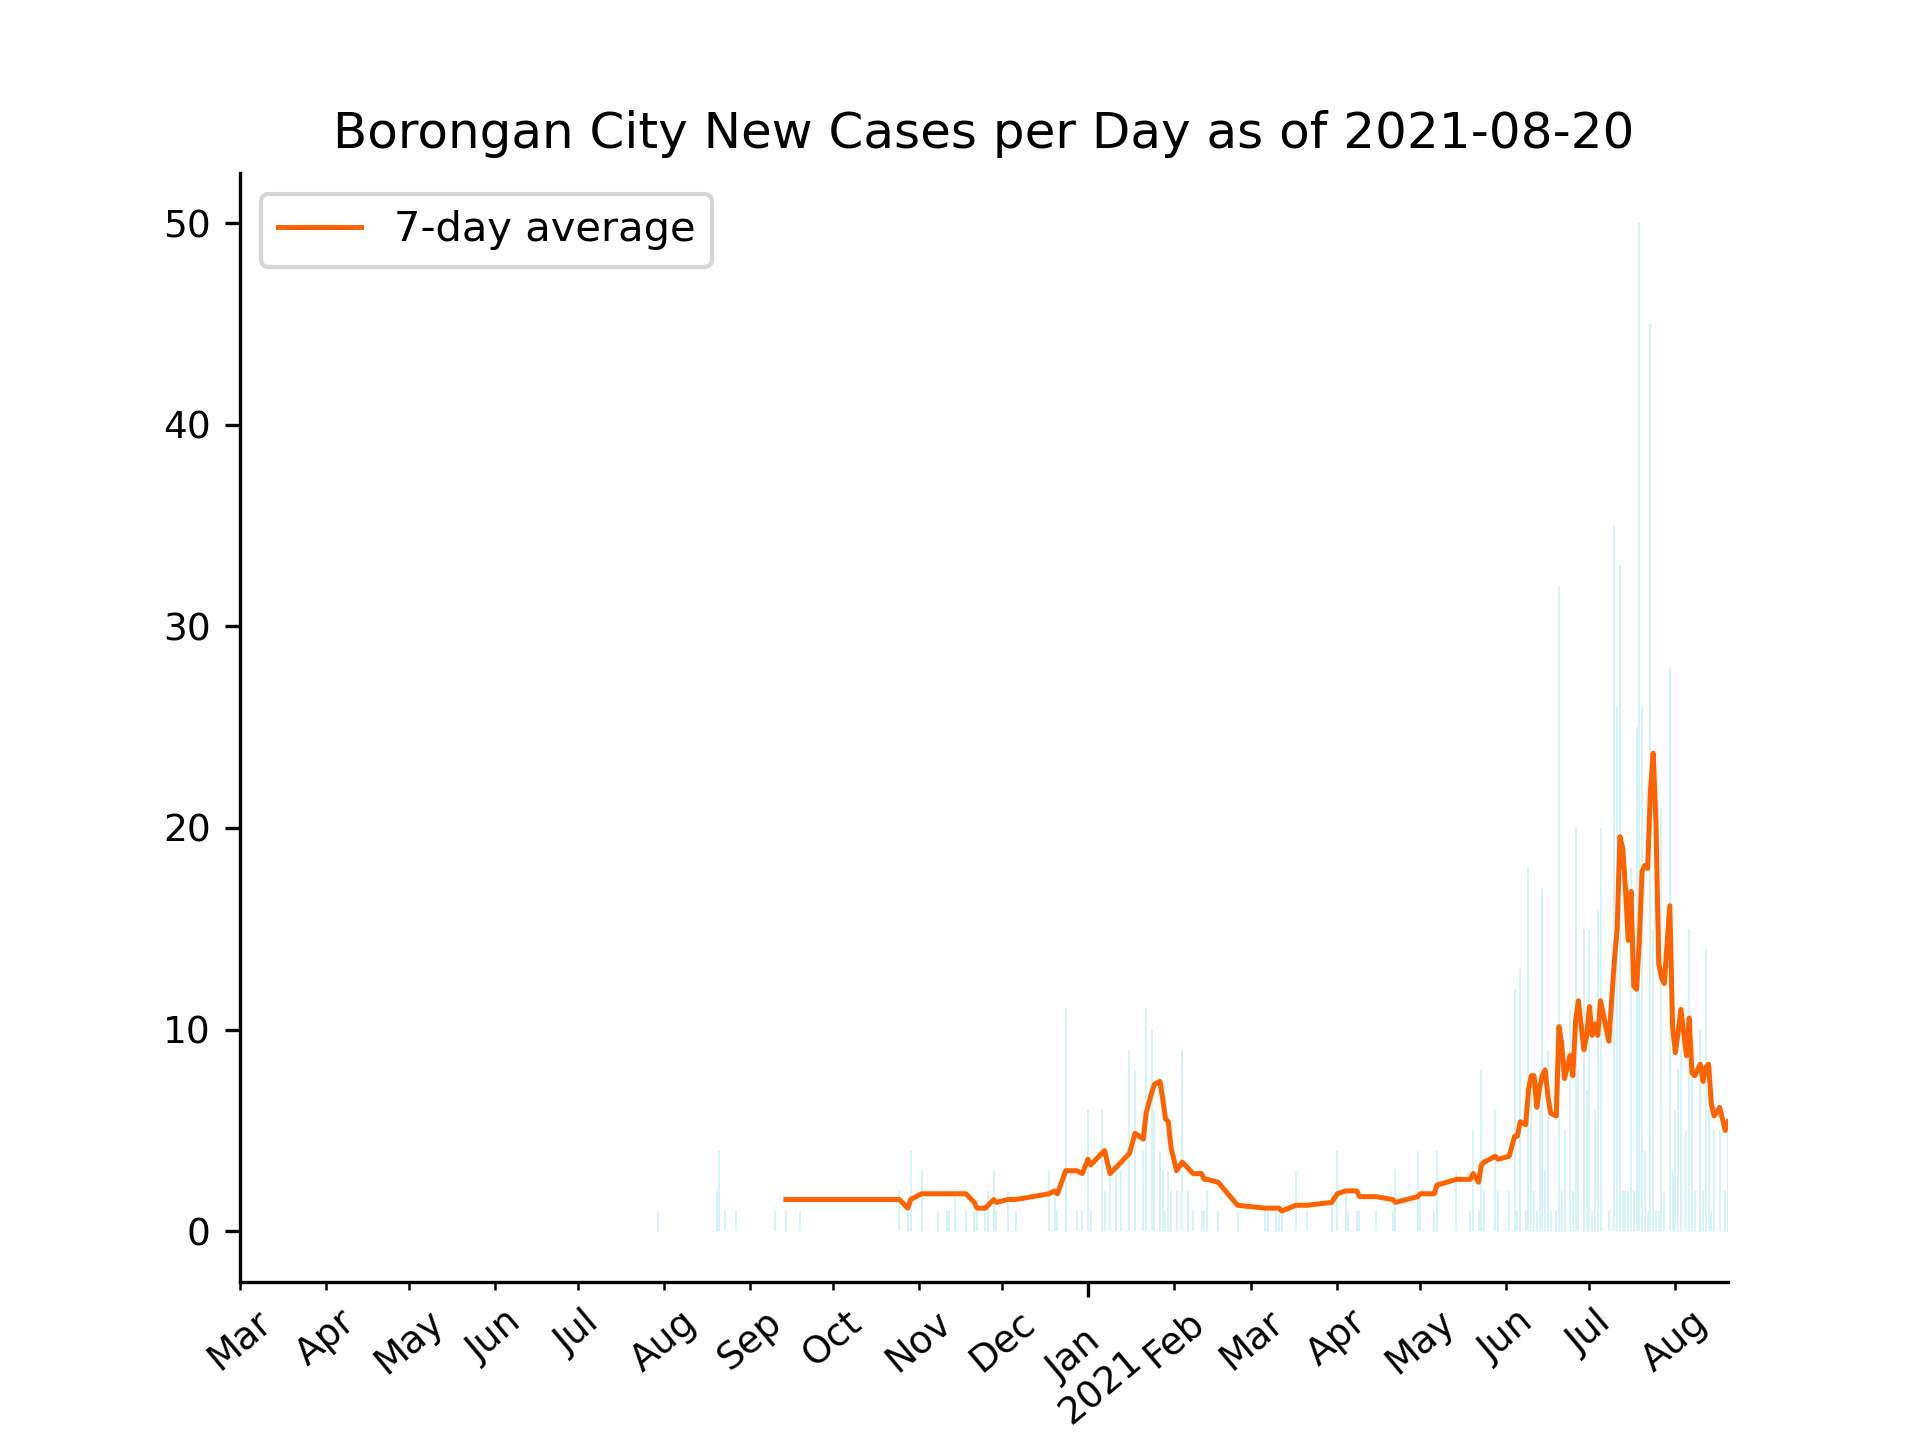 Borongan City New Cases per Day as of 2021-08-20
7-day average
50
40
30
20
10
0
Mar Apr May Jun Jul Aug Sep Oct Nov Dec Jan Feb Mar Apr May Jun Jul Aug
2021